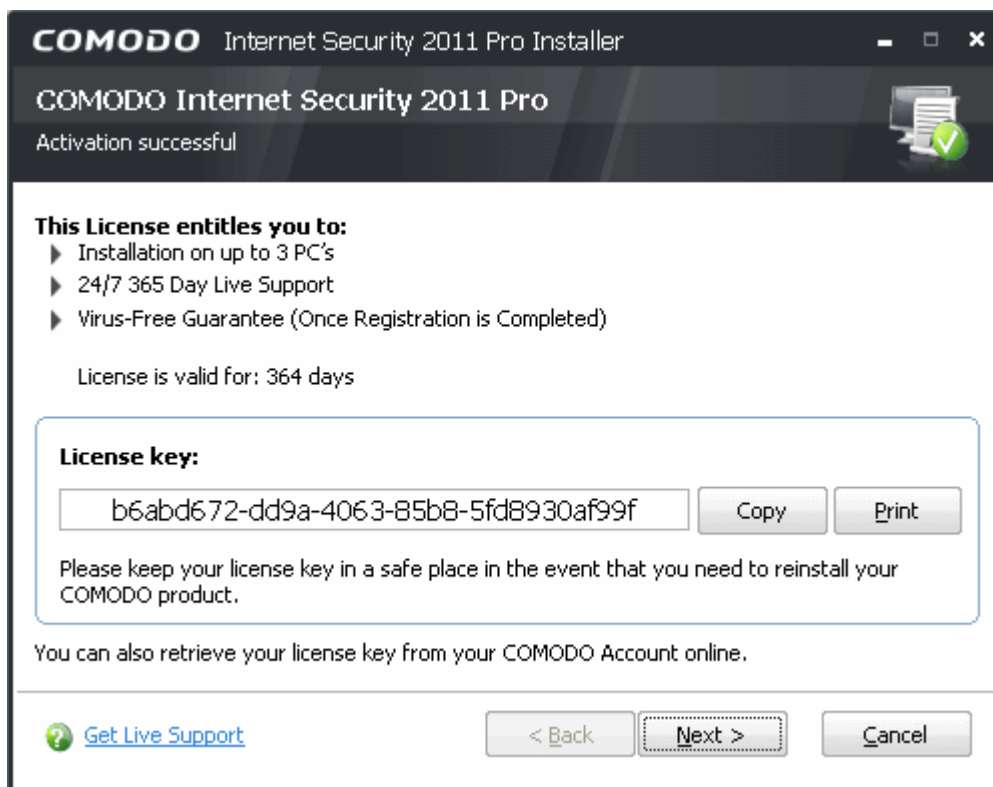 COMODO Internet Security 2011 Pro Installer
COMODO Internet Security 2011 Pro
Activation successful
This License entitles you to:
Installation on up to 3 PC's
24/7 365 Day Live Support
Virus-Free Guarantee (Once Registration is Completed)
License is valid for: 364 days
License key:
b6abd672-dd9a-4063-85b8-5fd8930af99f
Copy
Print
Please keep your license key in a safe place in the event that you need to reinstall your
COMODO product.
You can also retrieve your license key from your COMODO Account online.
Get Live Support
< Back
Next >
Cancel